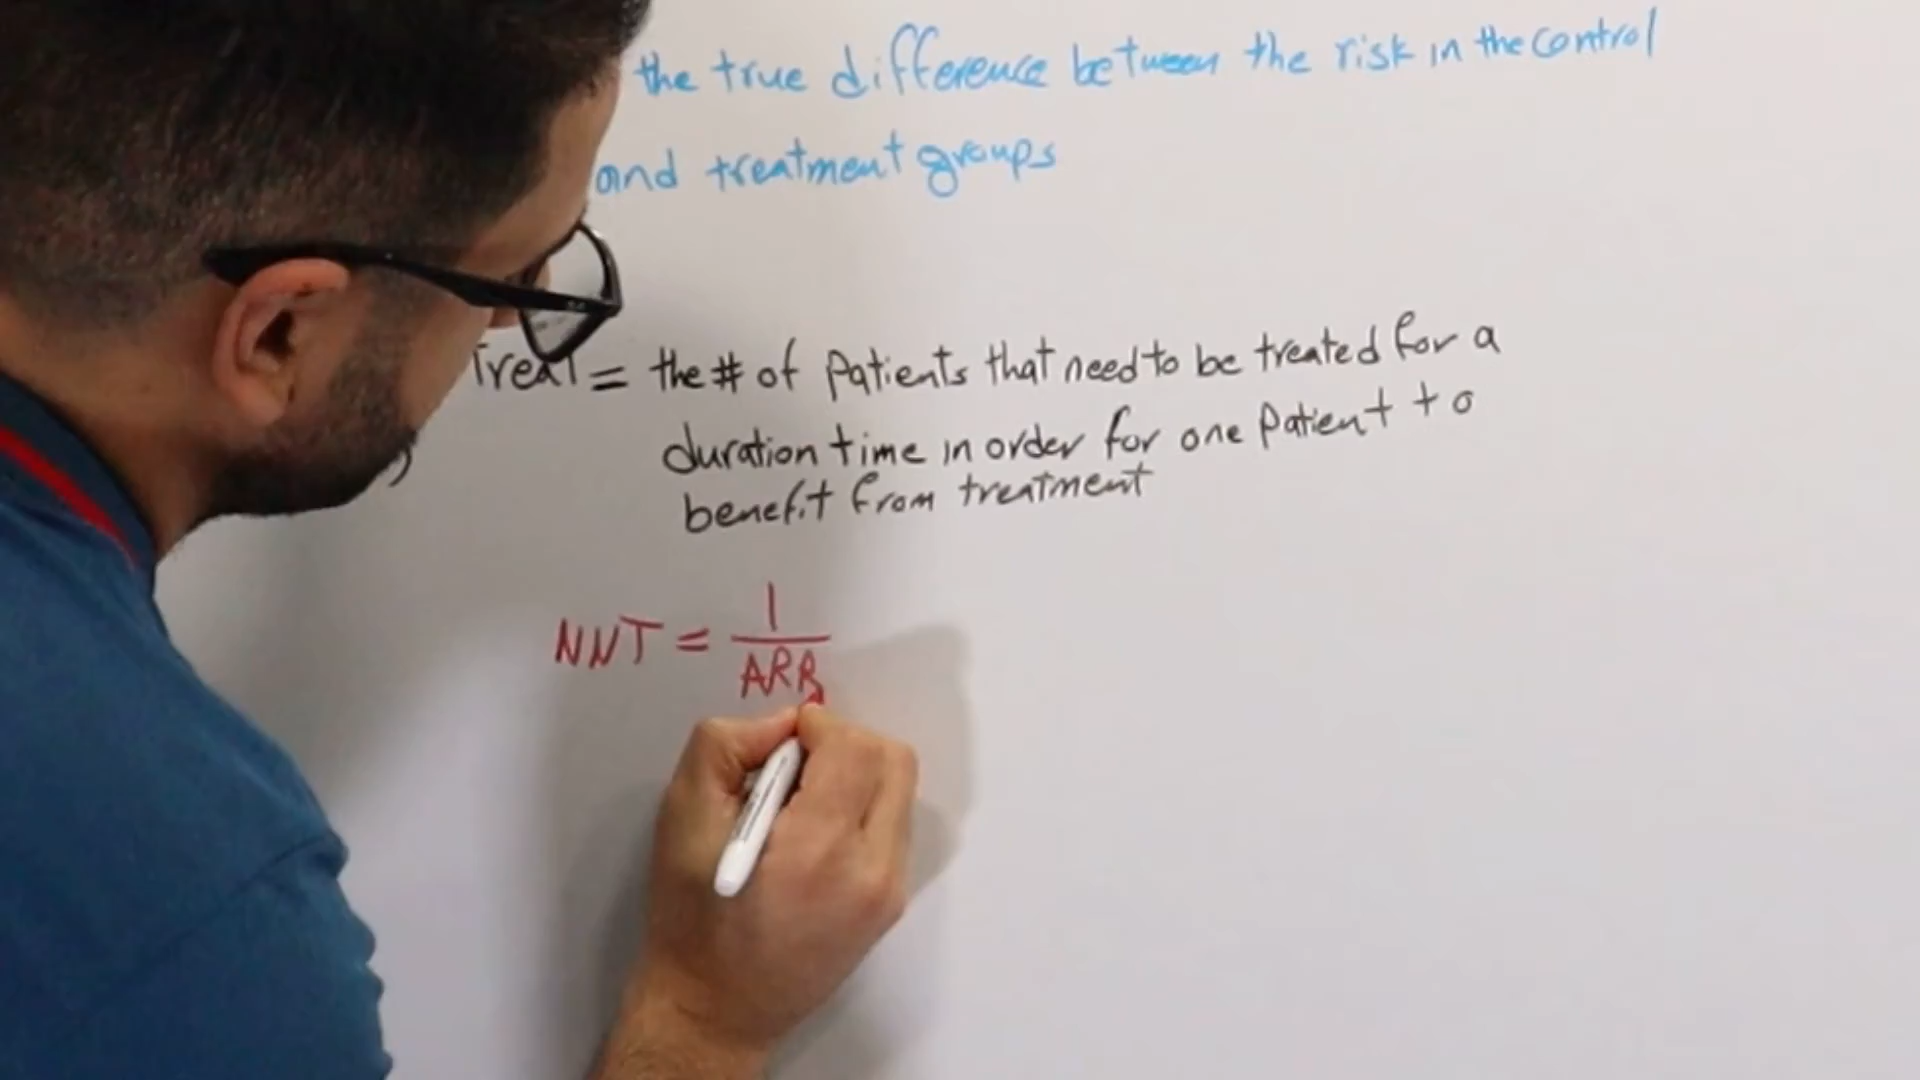 the true difference between the risk in the control
and treatment groups
Treat = the # of patients that need to be treated for a
duration time in order for one patient to
)
benefit from treatment
NNT = 1
ARR